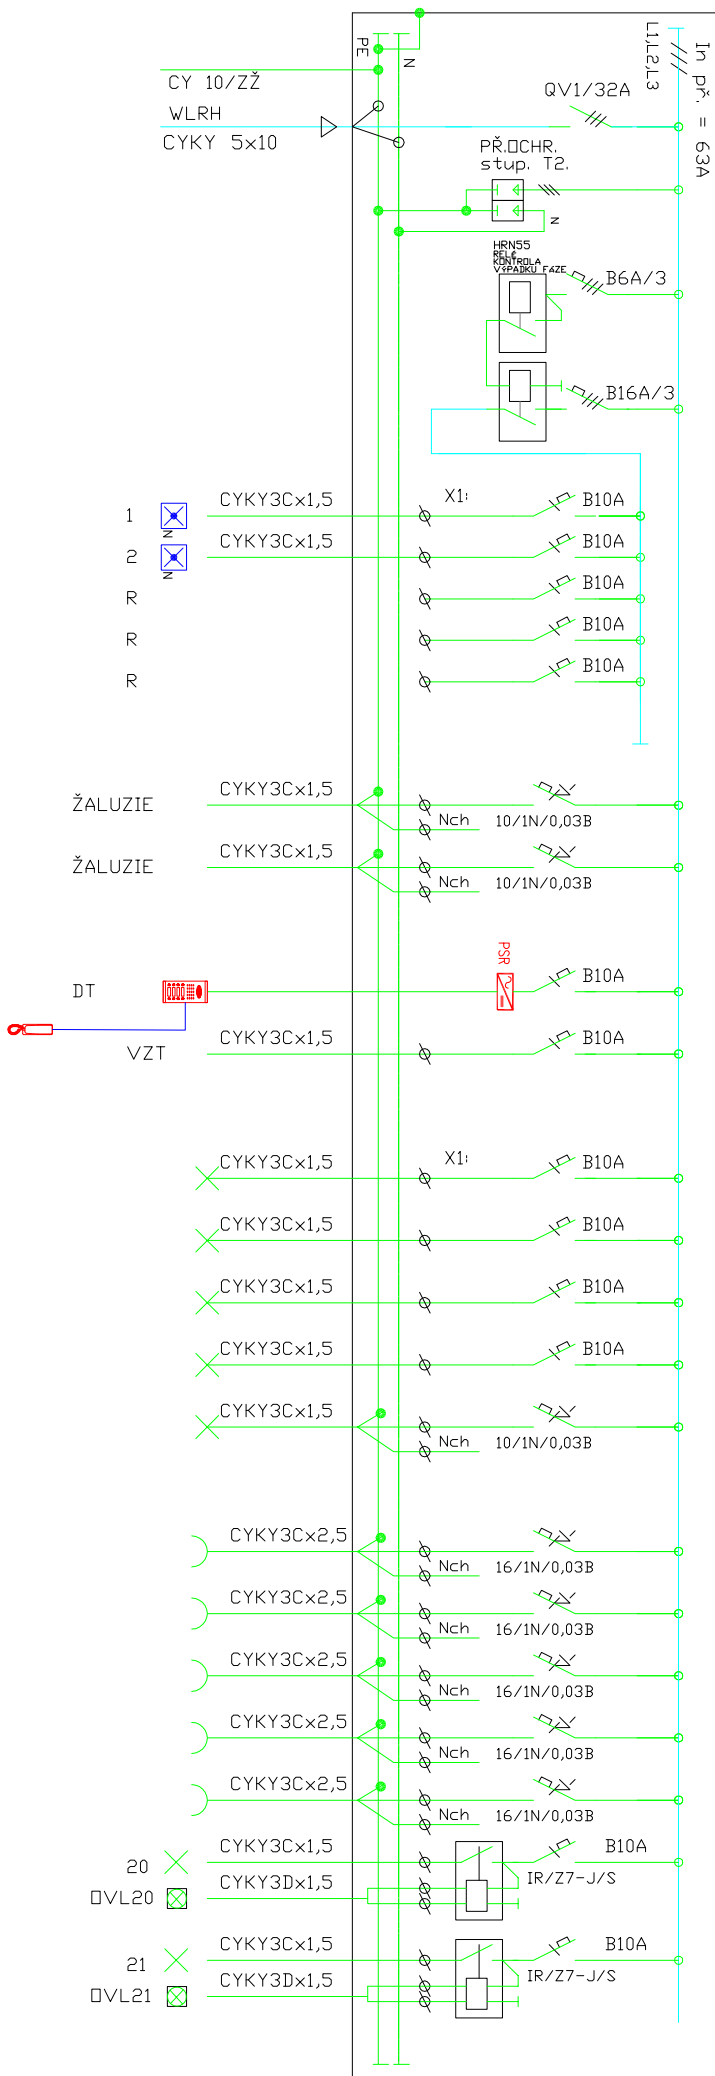 In př. = 63A
L1,L2,L3
PE
N
CY 10/ZŽ
WLRH
CYKY 5x10
QV1/32A
PŘ.OCHR.
stup. T2.
N
HRN55
RELÉ
KONTROLA
VÝPADKU FÁZE
B6A/3
B16A/3
1
N
CYKY3Cx1,5
X1:
B10A
2
N
CYKY3Cx1,5
B10A
R
B10A
R
B10A
R
B10A
ŽALUZIE
CYKY3Cx1,5
Nch
10/1N/0,03B
ŽALUZIE
CYKY3Cx1,5
Nch
10/1N/0,03B
DT
PSR
B10A
VZT
CYKY3Cx1,5
B10A
CYKY3Cx1,5
X1:
B10A
CYKY3Cx1,5
B10A
CYKY3Cx1,5
B10A
CYKY3Cx1,5
B10A
CYKY3Cx1,5
Nch
10/1N/0,03B
CYKY3Cx2,5
Nch
16/1N/0,03B
CYKY3Cx2,5
Nch
16/1N/0,03B
CYKY3Cx2,5
Nch
16/1N/0,03B
CYKY3Cx2,5
Nch
16/1N/0,03B
CYKY3Cx2,5
Nch
16/1N/0,03B
20
CYKY3Cx1,5
B10A
IR/Z7-J/S
OVL20
CYKY3Dx1,5
21
CYKY3Cx1,5
B10A
IR/Z7-J/S
OVL21
CYKY3Dx1,5